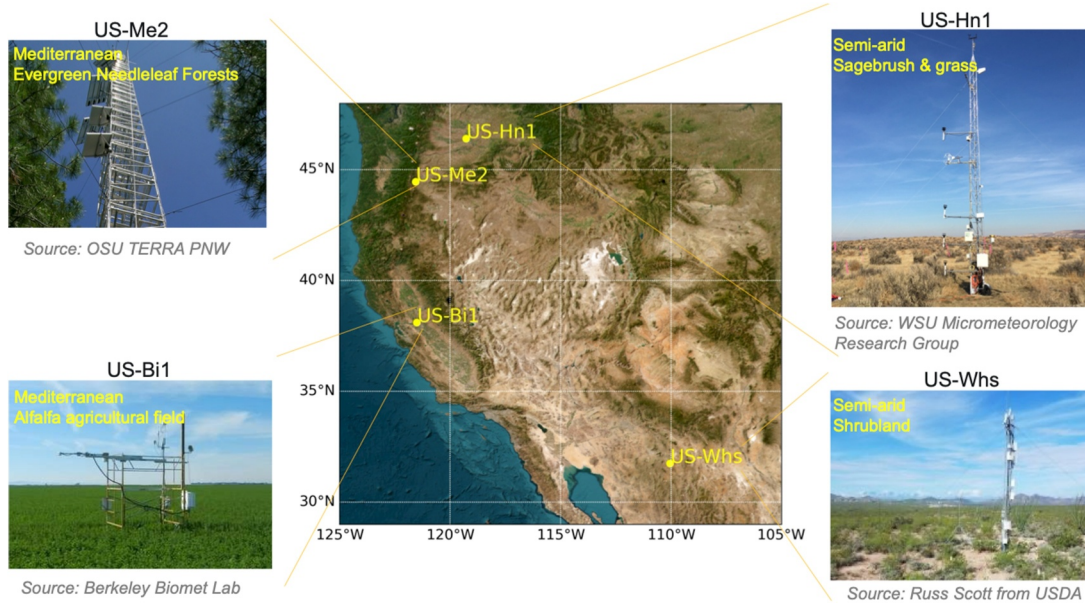 US-Me2
Mediterranean
Evergreen Needleleaf Forests
Source: OSU TERRA PNW
US-Hn1
Semi-arid
Sagebrush & grass
Source: WSU Micrometeorology
Research Group
US-Bi1
Mediterranean
Alfalfa agricultural field
Source: Berkeley Biomet Lab
US-Whs
Semi-arid
Shrubland
Source: Russ Scott from USDA
45°N
40°N
35°N
30°N
125°W
120°W
115°W
110°W
105°W
US-Hn1
US-Me2
US-Bi1
US-Whs